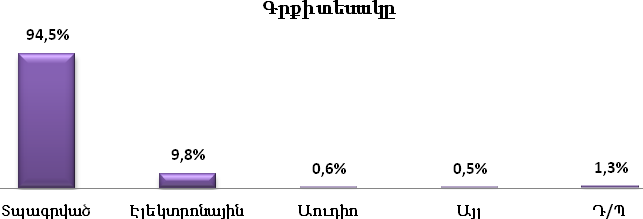 Գրքի տեսակը
94,5%
9,8%
0,6%
0,5%
1,3%
Տպագրված
Էլեկտրոնային
Աուդիո
Այլ
Դ/Պ